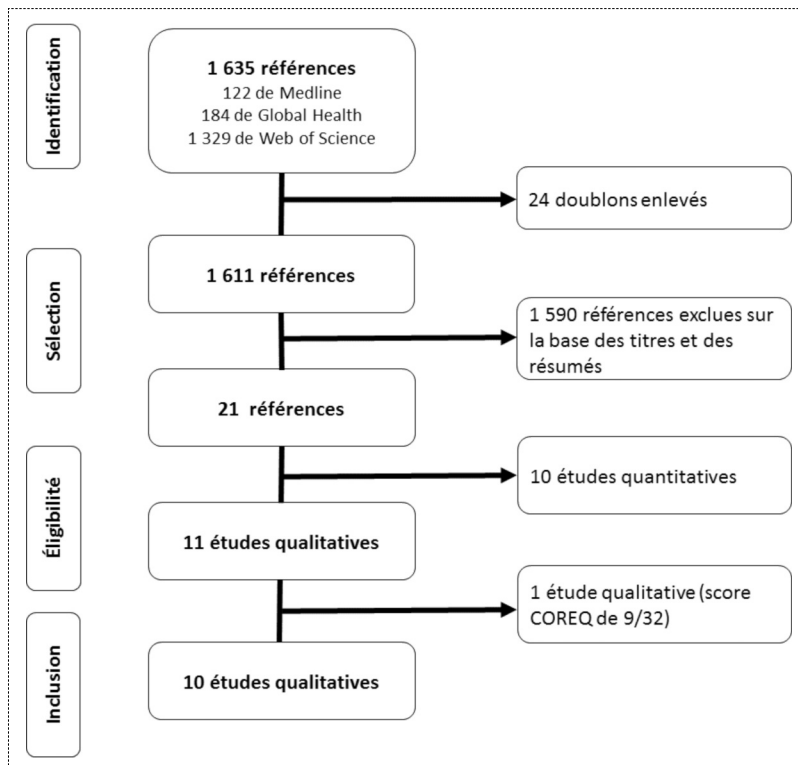 Identification
1 635 références
122 de Medline
184 de Global Health
1 329 de Web of Science
24 doublons enlevés
Sélection
1 611 références
1 590 références exclues sur
la base des titres et des
résumés
21 références
Éligibilité
10 études quantitatives
11 études qualitatives
1 étude qualitative (score
COREQ de 9/32)
Inclusion
10 études qualitatives